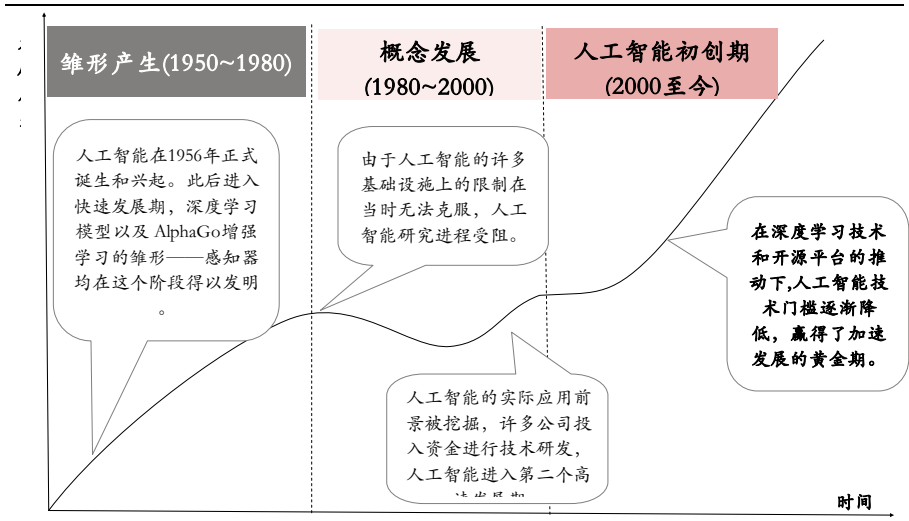 雏形产生(1950~1980)
概念发展
(1980~2000)
人工智能初创期
(2000至今)
人工智能在1956年正式
诞生和兴起。此后进入
快速发展期，深度学习
模型以及 AlphaGo增强
学习的雏形——感知器
均在这个阶段得以发明
。
由于人工智能的许多
基础设施上的限制在
当时无法克服，人工
智能研究进程受阻。
在深度学习技术
和开源平台的推
动下,人工智能技
术门槛逐渐降
低，赢得了加速
发展的黄金期。
人工智能的实际应用前
景被挖掘，许多公司投
入资金进行技术研发，
人工智能进入第二个高
时间